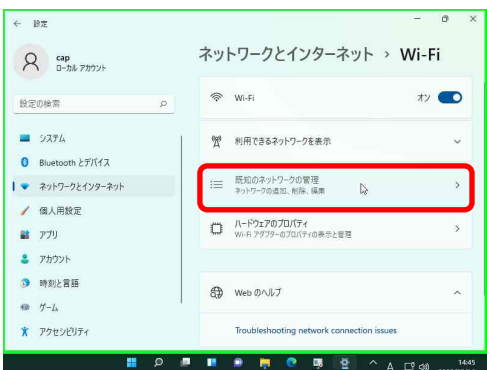 設定
cap
ローカル アカウント
設定の検索
システム
Bluetooth とデバイス
ネットワークとインターネット
個人用設定
アプリ
アカウント
時刻と言語
ゲーム
アクセシビリティ
ネットワークとインターネット › Wi-Fi
Wi-Fi
オン
利用できるネットワークを表示
既知のネットワークの管理
ネットワークの追加、削除、編集
ハードウェアのプロパティ
Wi-Fi アダプターのプロパティの表示と管理
Web のヘルプ
Troubleshooting network connection issues
A
14:45